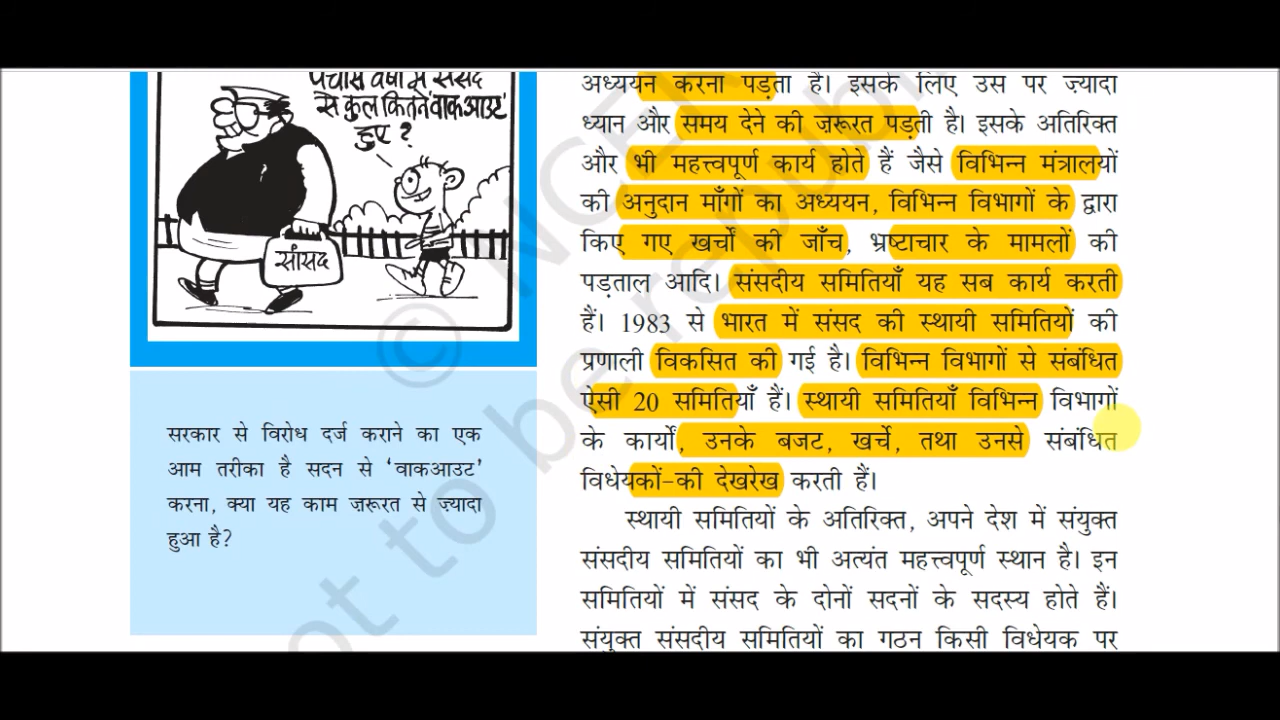 पचास वर्षों में संसद
से कुल कितने 'वाकआउट'
हुए?
सांसद
सरकार से विरोध दर्ज कराने का एक
आम तरीका है सदन से ‘वाकआउट’
करना, क्या यह काम ज़रूरत से ज्यादा
हुआ है?
अध्ययन करना पड़ता है। इसके लिए उस पर ज़्यादा
ध्यान और समय देने की ज़रूरत पड़ती है। इसके अतिरिक्त
और भी महत्त्वपूर्ण कार्य होते हैं जैसे विभिन्न मंत्रालयों
की अनुदान माँगों का अध्ययन, विभिन्न विभागों के द्वारा
किए गए खर्चों की जाँच, भ्रष्टाचार के मामलों की
पड़ताल आदि। संसदीय समितियाँ यह सब कार्य करती
हैं। 1983 से भारत में संसद की स्थायी समितियों की
प्रणाली विकसित की गई है। विभिन्न विभागों से संबंधित
ऐसी 20 समितियाँ हैं। स्थायी समितियाँ विभिन्न विभागों
के कार्यों, उनके बजट, खर्चे, तथा उनसे संबंधित
विधेयकों-की देखरेख करती हैं।
स्थायी समितियों के अतिरिक्त, अपने देश में संयुक्त
संसदीय समितियों का भी अत्यंत महत्त्वपूर्ण स्थान है। इन
समितियों में संसद के दोनों सदनों के सदस्य होते हैं।
संयुक्त संसदीय समितियों का गठन किसी विधेयक पर